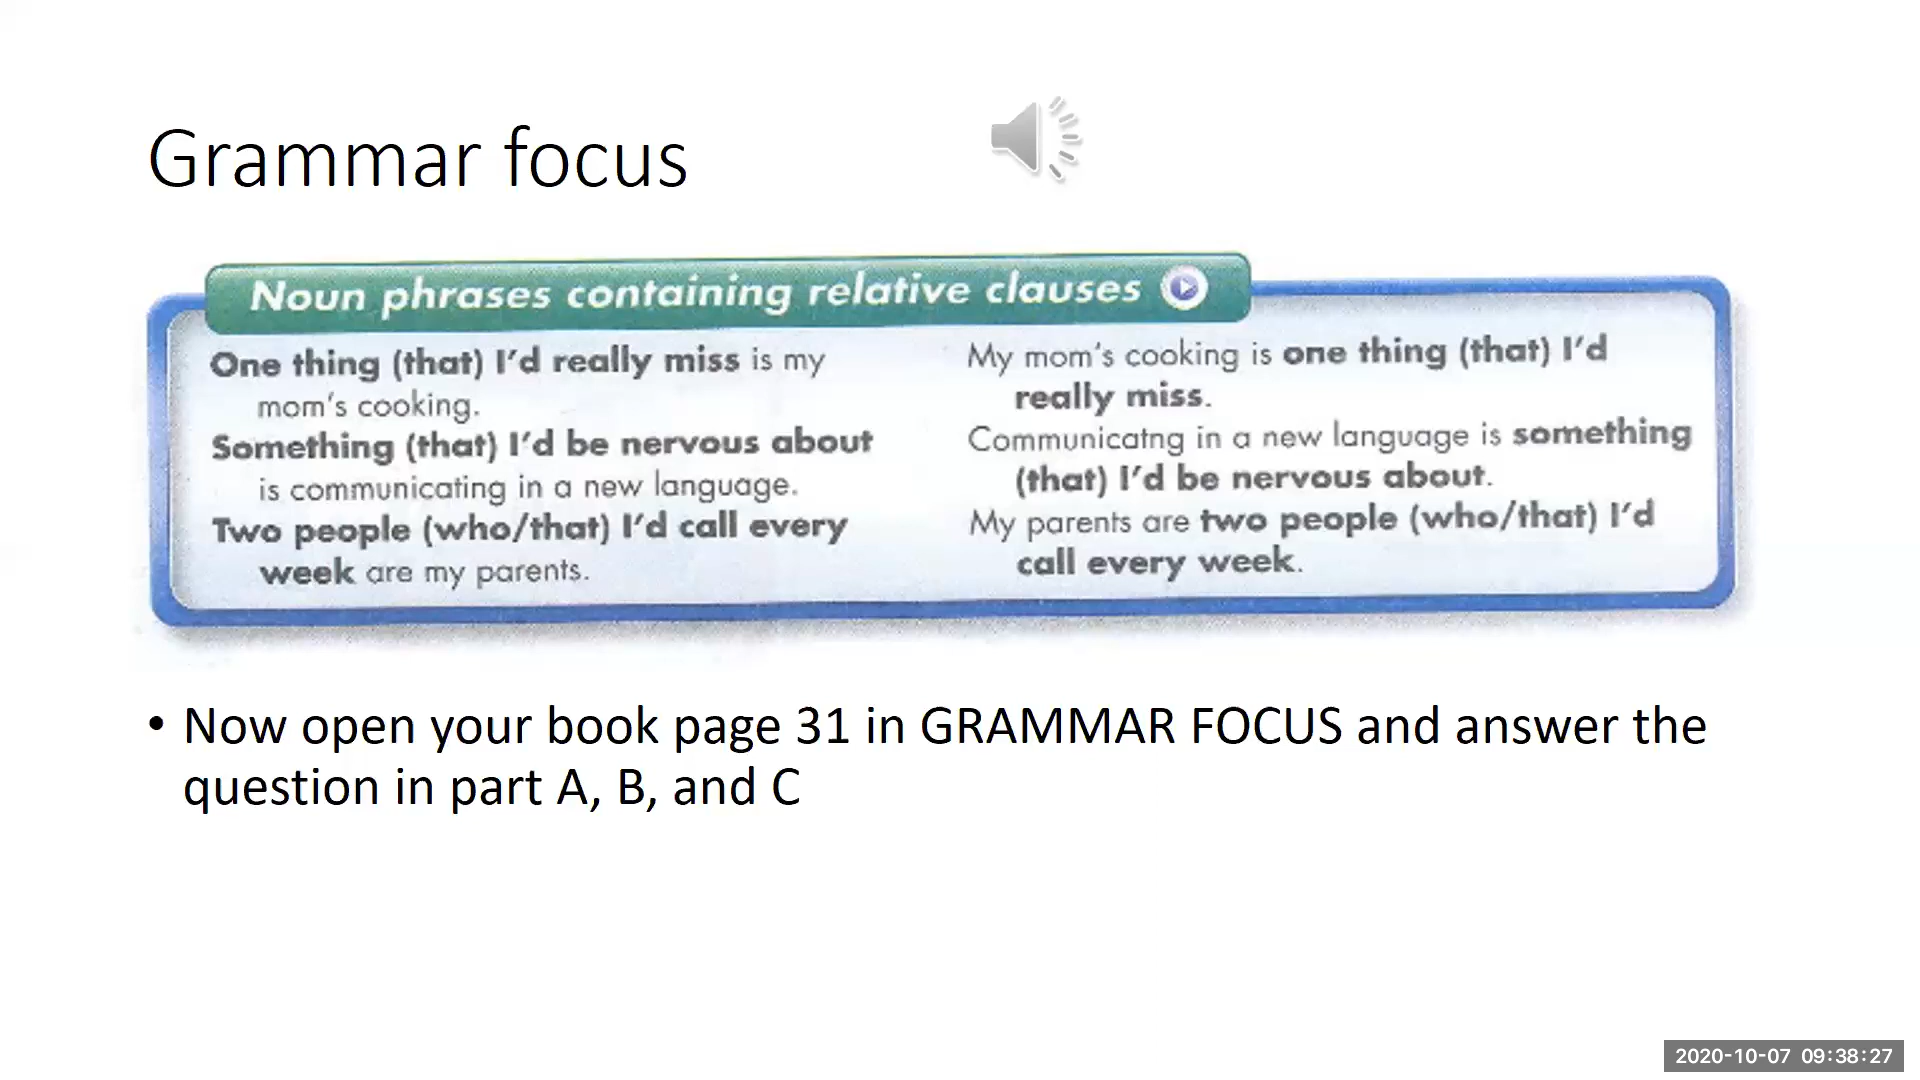 Grammar focus
Noun phrases containing relative clauses
One thing (that) I'd really miss is my
mom's cooking.
Something (that) I'd be nervous about
is communicating in a new language.
Two people (who/that) I'd call every
week are my parents.
My mom's cooking is one thing (that) I'd
really miss.
Communicatng in a new language is something
(that) I'd be nervous about.
My parents are two people (who/that) I'd
call every week.
• Now open your book page 31 in GRAMMAR FOCUS and answer the
question in part A, B, and C
2020-10-07 09:38:27